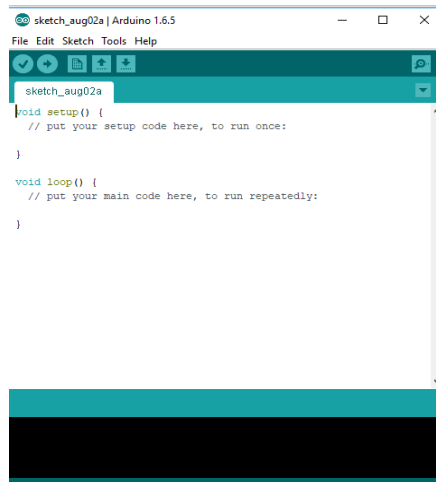 sketch_aug02a | Arduino 1.6.5
File Edit Sketch Tools Help
sketch_aug02a
void setup() {
  // put your setup code here, to run once:
}
void loop() {
  // put your main code here, to run repeatedly:
}